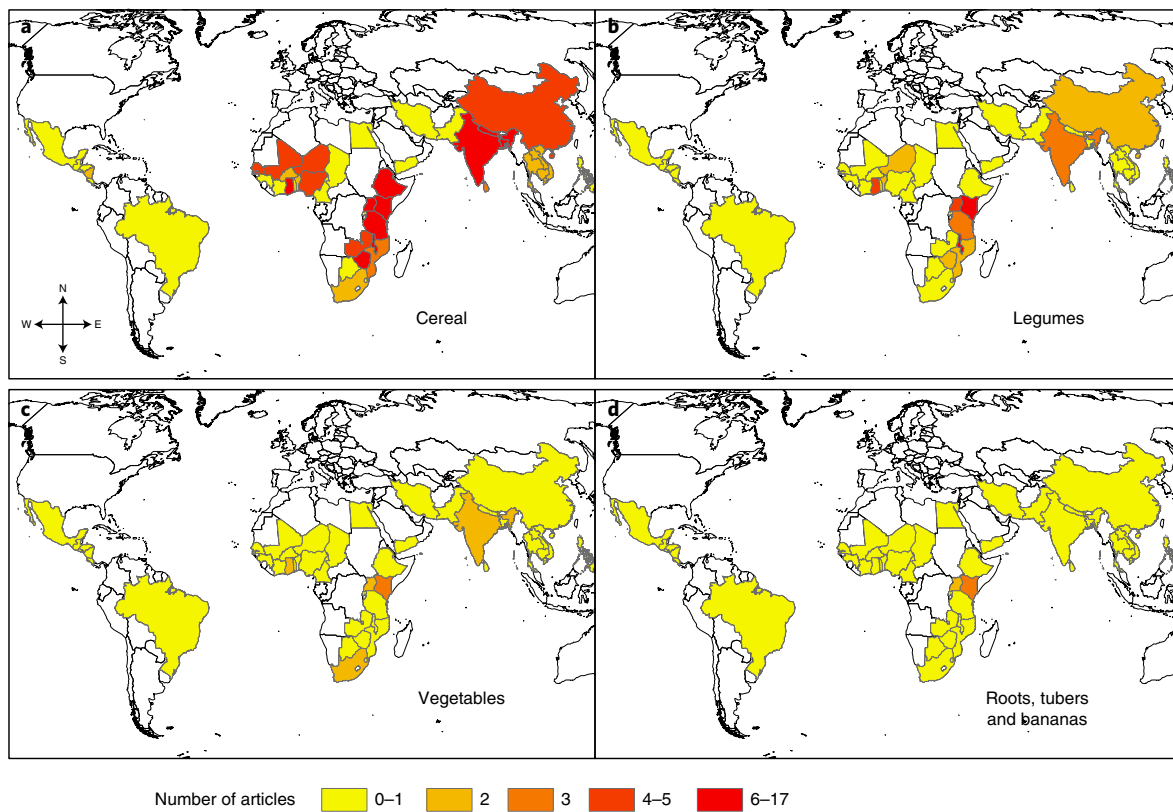 a
N
W E
S
Cereal
b
Legumes
c
Vegetables
d
Roots, tubers
and bananas
Number of articles 0–1 2 3 4–5 6–17